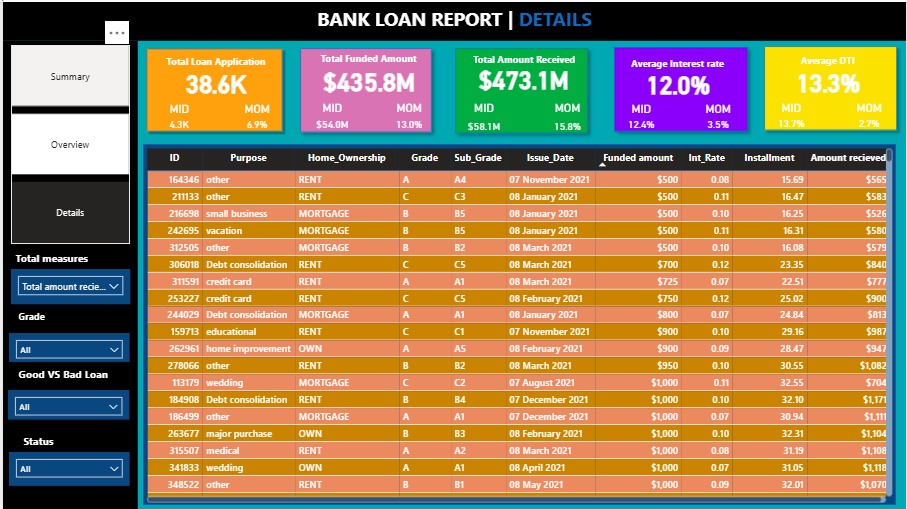 BANK LOAN REPORT | DETAILS
...
Summary
Overview
Details
Total measures
Total amount recie...
Grade
All
Good VS Bad Loan
All
Status
All
Total Loan Application
38.6K
MID MOM
4.3K 6.9%
Total Funded Amount
$435.8M
MID MOM
$54.0M 13.0%
Total Amount Received
$473.1M
MID MOM
$58.1M 15.8%
Average Interest rate
12.0%
MID MOM
12.4% 3.5%
Average DTI
13.3%
MID MOM
13.7% 2.7%
ID Purpose Home_Ownership Grade Sub_Grade Issue_Date Funded amount Int_Rate Installment Amount recieved
164346 other RENT A A4 07 November 2021 $500 0.08 15.69 $565
211133 other RENT C C3 08 January 2021 $500 0.11 16.47 $583
216698 small business MORTGAGE B B5 08 January 2021 $500 0.10 16.25 $526
242695 vacation MORTGAGE B B5 08 January 2021 $500 0.11 16.31 $580
312505 other MORTGAGE B B2 08 March 2021 $500 0.10 16.08 $579
306018 Debt consolidation RENT C C5 08 March 2021 $700 0.12 23.35 $840
311591 credit card RENT A A1 08 March 2021 $725 0.07 22.51 $777
253227 credit card RENT C C5 08 February 2021 $750 0.12 25.02 $900
244029 Debt consolidation MORTGAGE A A1 08 January 2021 $800 0.07 24.84 $813
159713 educational RENT C C1 07 November 2021 $900 0.10 29.16 $987
262961 home improvement OWN A A5 08 February 2021 $900 0.09 28.47 $947
278066 other RENT B B2 08 March 2021 $950 0.10 30.55 $1,082
113179 wedding MORTGAGE C C2 07 August 2021 $1,000 0.11 32.55 $704
184908 Debt consolidation RENT B B4 07 December 2021 $1,000 0.10 32.10 $1,171
186499 other MORTGAGE A A1 07 December 2021 $1,000 0.07 30.94 $1,111
263677 major purchase OWN B B3 08 February 2021 $1,000 0.10 32.31 $1,104
315507 medical RENT A A2 08 March 2021 $1,000 0.08 31.19 $1,108
341833 wedding OWN A A1 08 April 2021 $1,000 0.07 31.05 $1,118
348522 other RENT B B1 08 May 2021 $1,000 0.09 32.01 $1,070